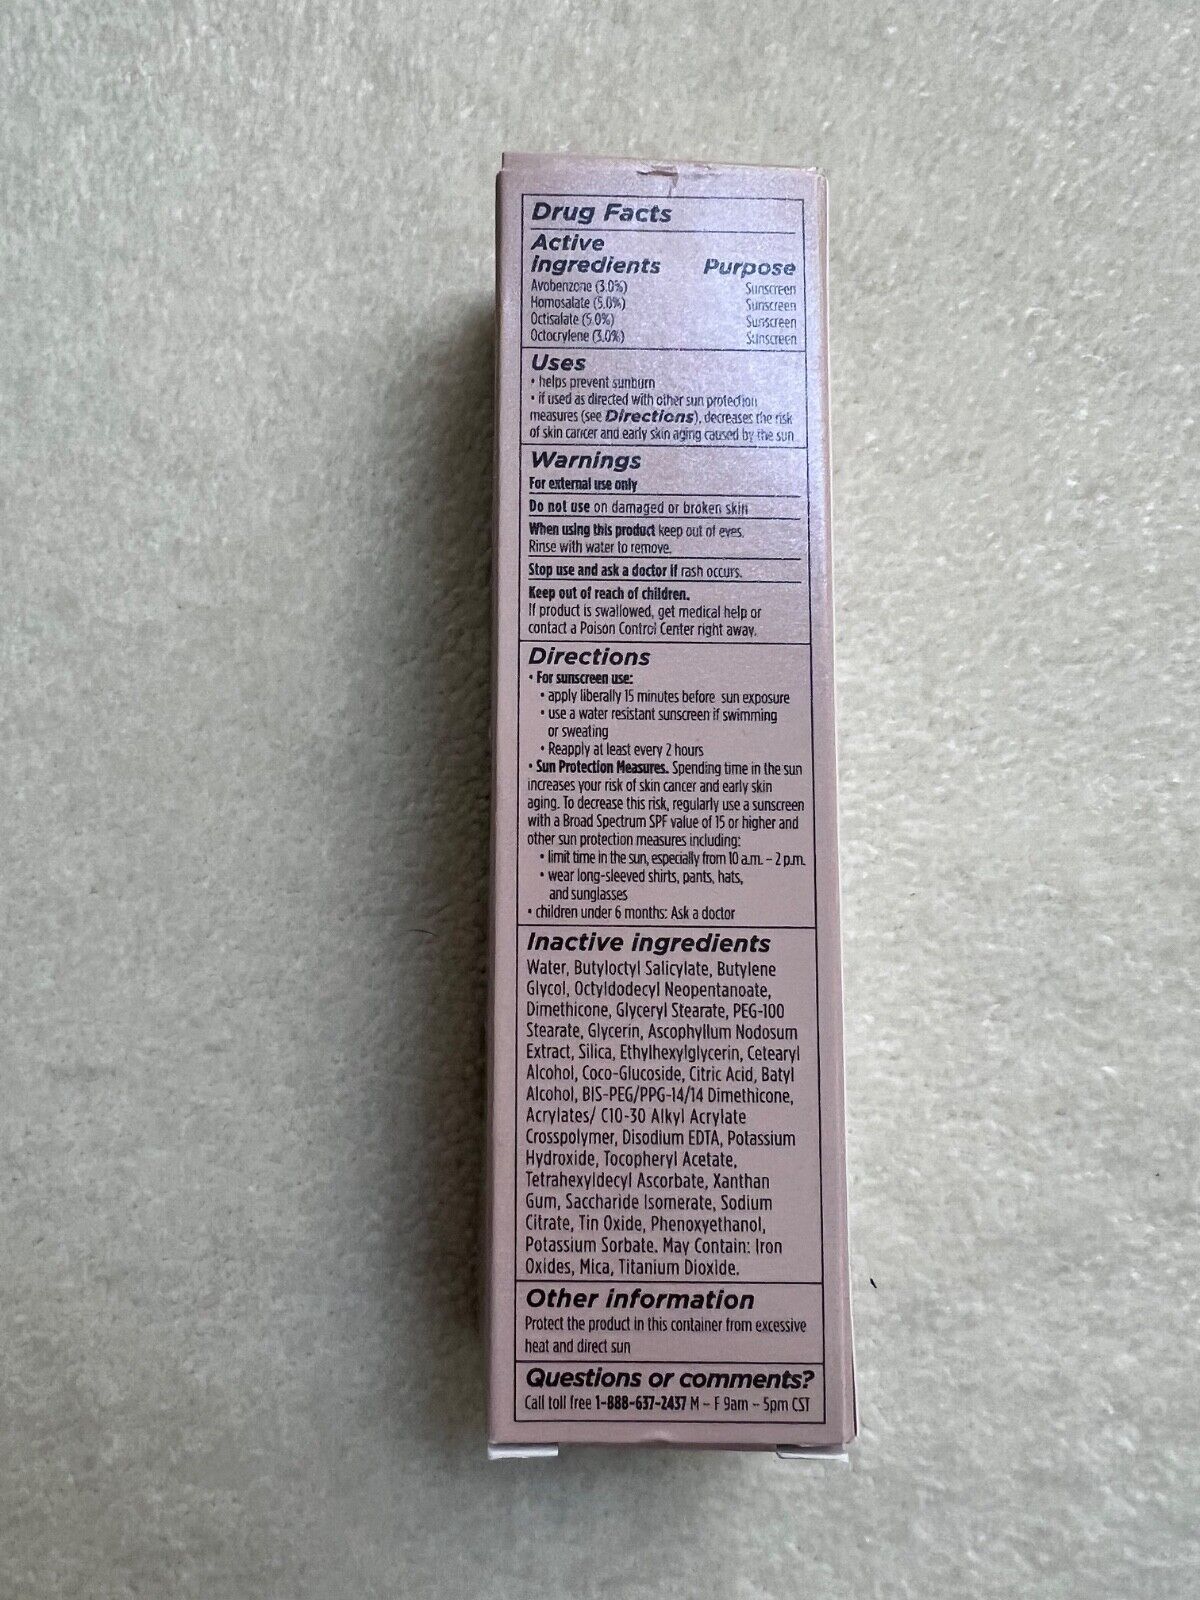 Drug Facts
Active
ingredients Purpose
Avobenzone (3.0%) Sunscreen
Homosalate (5.0%) Sunscreen
Octisalate (5.0%) Sunscreen
Octocrylene (3.0%) Sunscreen
Uses
• helps prevent sunburn
• if used as directed with other sun protection
measures (see Directions), decreases the risk
of skin cancer and early skin aging caused by the sun
Warnings
For external use only
Do not use on damaged or broken skin
When using this product keep out of eyes.
Rinse with water to remove.
Stop use and ask a doctor if rash occurs.
Keep out of reach of children.
If product is swallowed, get medical help or
contact a Poison Control Center right away.
Directions
• For sunscreen use:
• apply liberally 15 minutes before sun exposure
• use a water resistant sunscreen if swimming
or sweating
• Reapply at least every 2 hours
• Sun Protection Measures. Spending time in the sun
increases your risk of skin cancer and early skin
aging. To decrease this risk, regularly use a sunscreen
with a Broad Spectrum SPF value of 15 or higher and
other sun protection measures including:
• limit time in the sun, especially from 10 a.m. – 2 p.m.
• wear long-sleeved shirts, pants, hats,
and sunglasses
• children under 6 months: Ask a doctor
Inactive ingredients
Water, Butyloctyl Salicylate, Butylene
Glycol, Octyldodecyl Neopentanoate,
Dimethicone, Glyceryl Stearate, PEG-100
Stearate, Glycerin, Ascophyllum Nodosum
Extract, Silica, Ethylhexylglycerin, Cetearyl
Alcohol, Coco-Glucoside, Citric Acid, Batyl
Alcohol, BIS-PEG/PPG-14/14 Dimethicone,
Acrylates/ C10-30 Alkyl Acrylate
Crosspolymer, Disodium EDTA, Potassium
Hydroxide, Tocopheryl Acetate,
Tetrahexyldecyl Ascorbate, Xanthan
Gum, Saccharide Isomerate, Sodium
Citrate, Tin Oxide, Phenoxyethanol,
Potassium Sorbate. May Contain: Iron
Oxides, Mica, Titanium Dioxide.
Other information
Protect the product in this container from excessive
heat and direct sun
Questions or comments?
Call toll free 1-888-637-2437 M – F 9am – 5pm CST